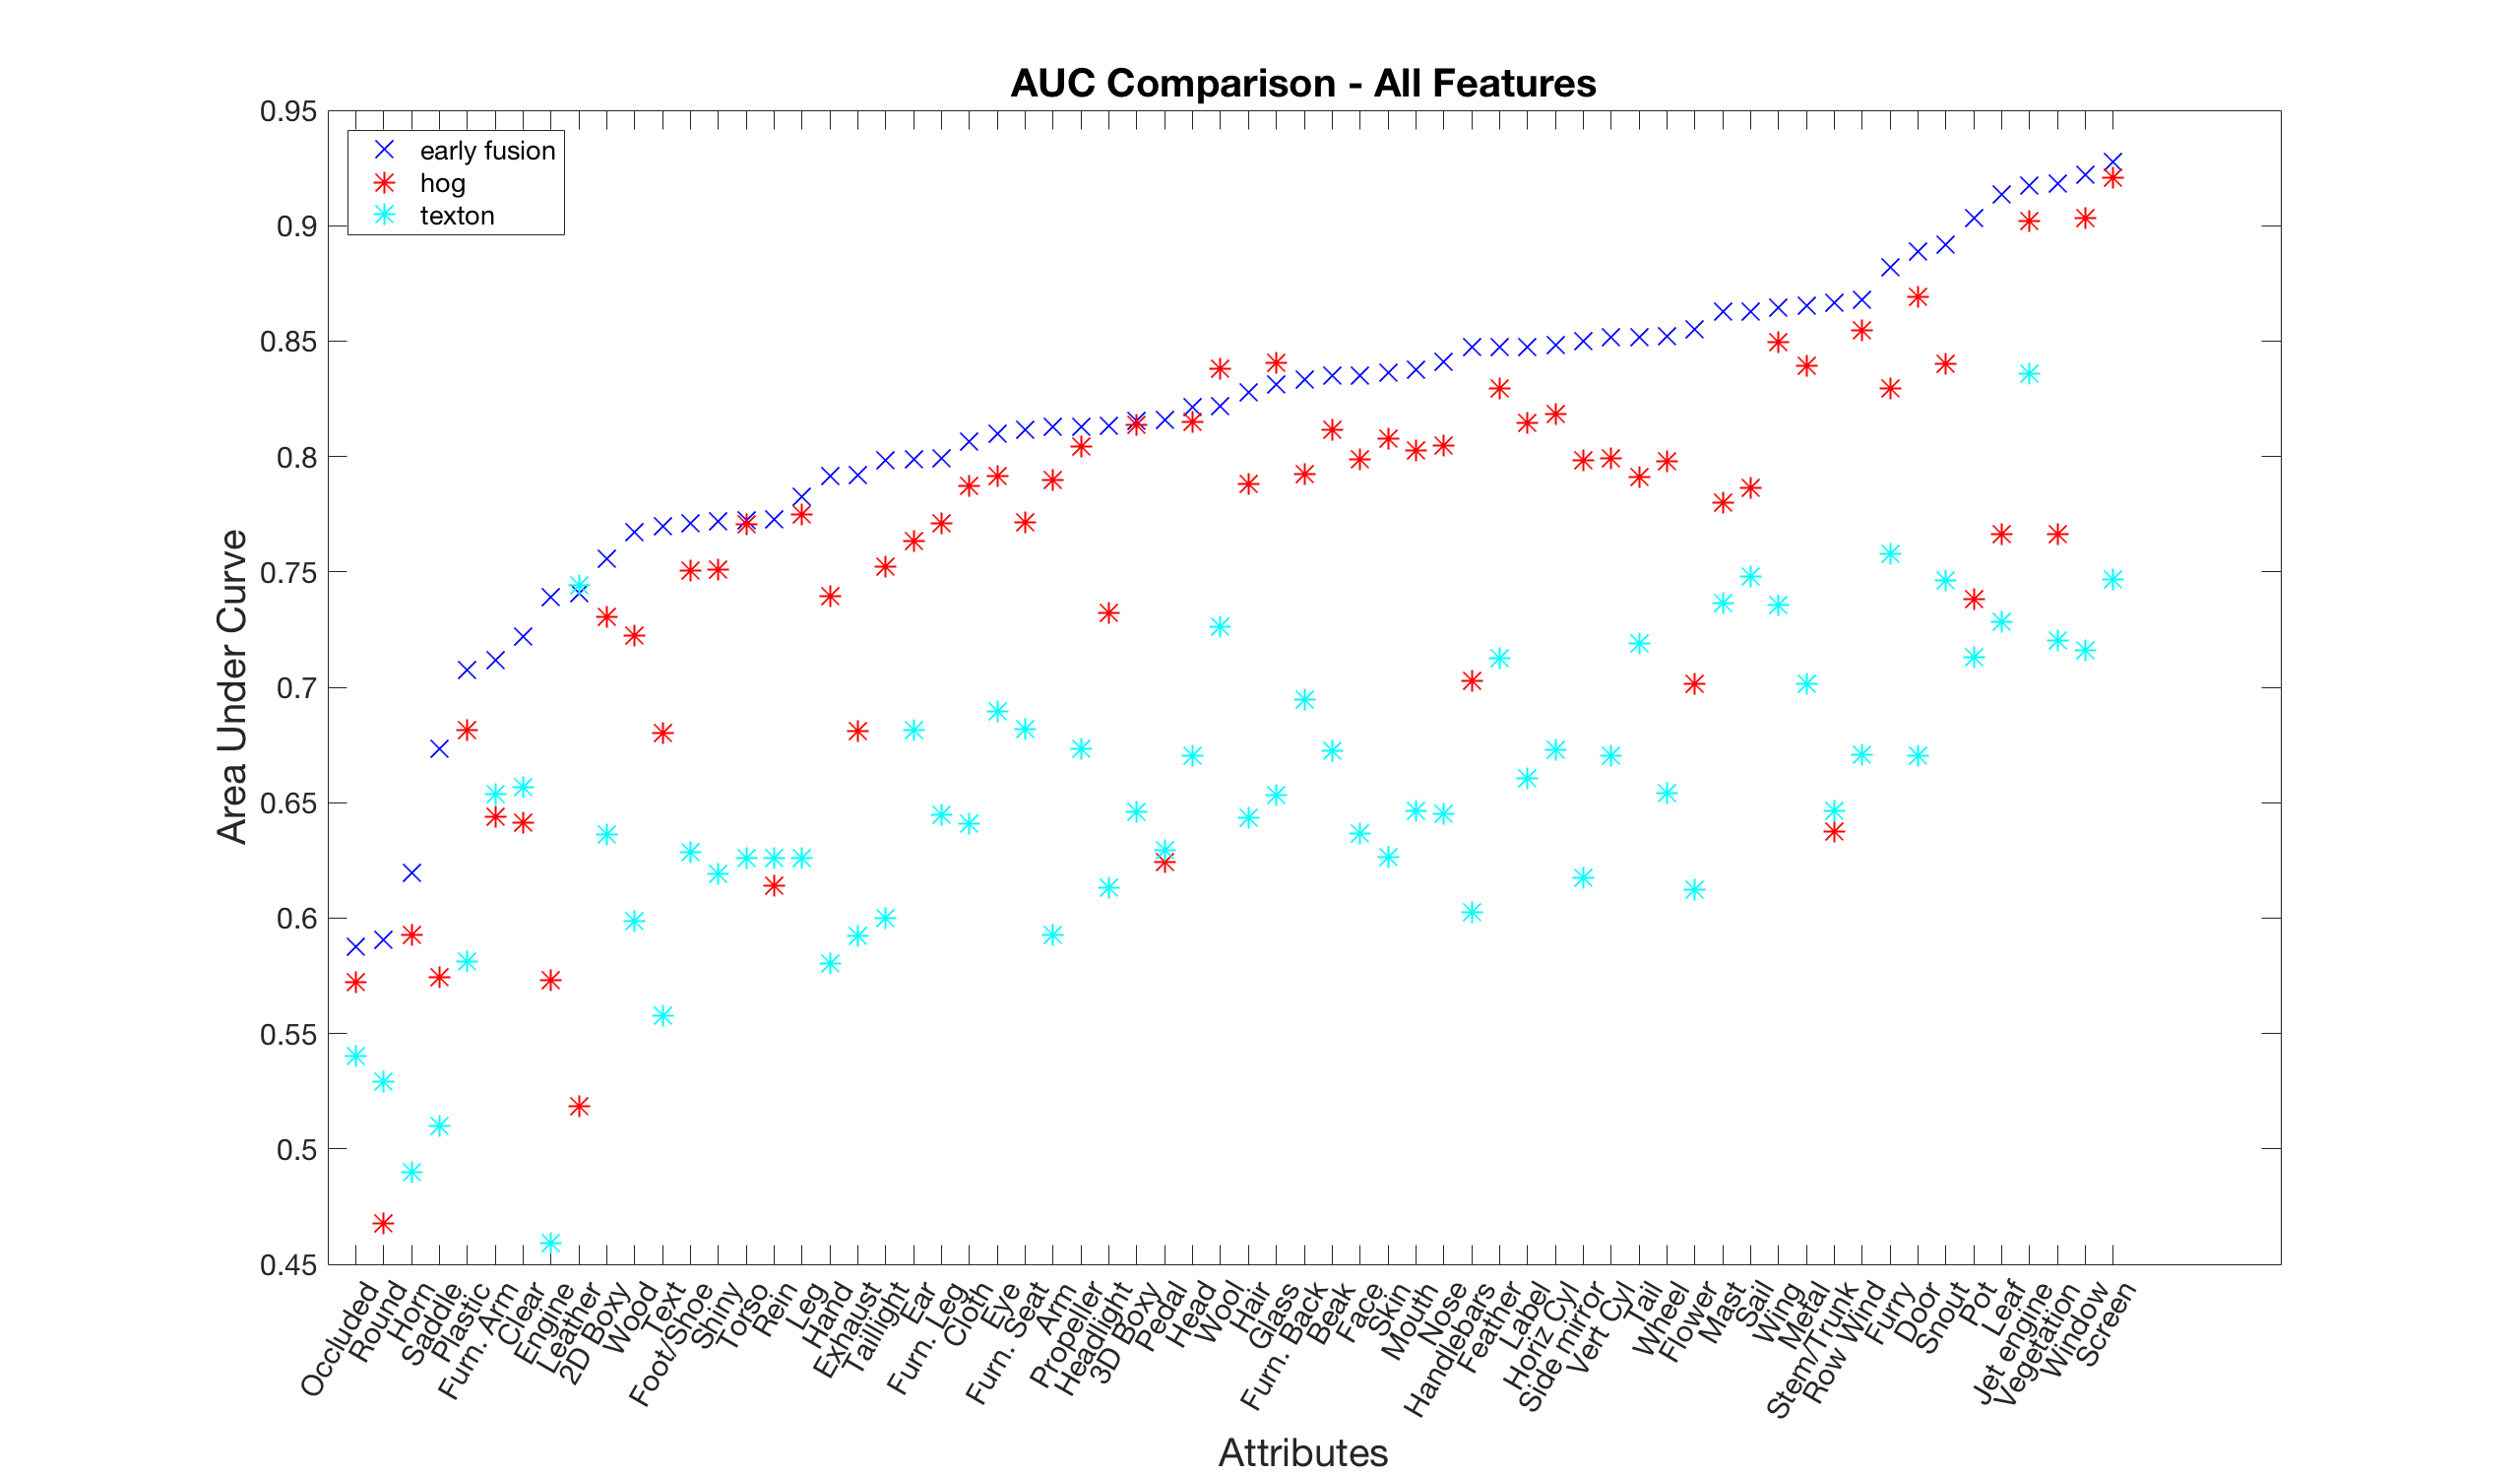 AUC Comparison - All Features
early fusion
hog
texton
0.95
0.9
0.85
0.8
0.75
0.7
0.65
0.6
0.55
0.5
0.45
Area Under Curve
Occluded
Round
Horn
Saddle
Plastic
Furn. Arm
Clear
Engine
Leather
2D Boxy
Wood
Text
Foot/Shoe
Shiny
Torso
Rein
Leg
Hand
Exhaust
Taillight
Ear
Furn. Leg
Cloth
Eye
Furn. Seat
Arm
Propeller
Headlight
3D Boxy
Pedal
Head
Wool
Hair
Glass
Furn. Back
Beak
Face
Skin
Mouth
Nose
Handlebars
Feather
Label
Horiz Cyl
Side mirror
Vert Cyl
Tail
Wheel
Flower
Mast
Sail
Wing
Metal
Stem/Trunk
Row Wind
Furry
Door
Snout
Pot
Leaf
Jet engine
Vegetation
Window
Screen
Attributes